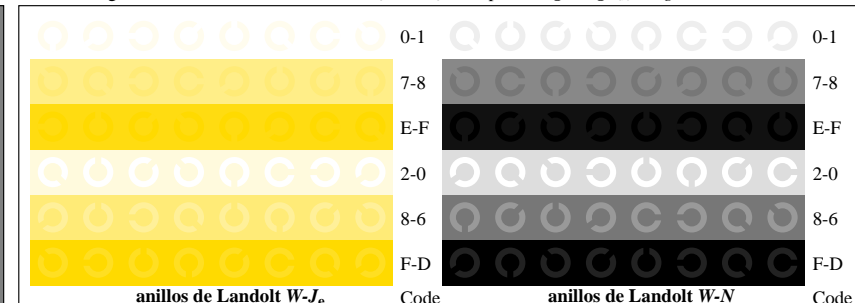 0-1 0-1
7-8 7-8
E-F E-F
2-0 2-0
8-6 8-6
F-D F-D
anillos de Landolt W-Je Code anillos de Landolt W-N Code